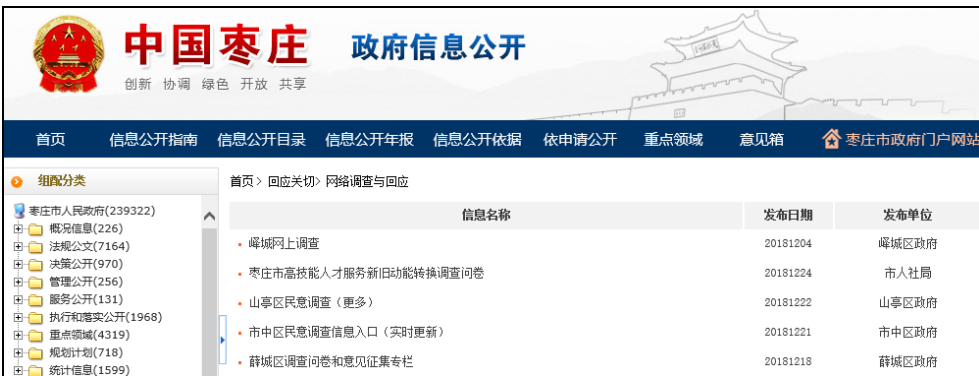 中国枣庄
政府信息公开
创新 协调 绿色 开放 共享
首页 信息公开指南 信息公开目录 信息公开年报 信息公开依据 依申请公开 重点领域 意见箱 枣庄市政府门户网站
组配分类
枣庄市人民政府(239322)
概况信息(226)
法规公文(7164)
决策公开(970)
管理公开(256)
服务公开(131)
执行和落实公开(1968)
重点领域(4319)
规划计划(718)
统计信息(1599)
首页> 回应关切> 网络调查与回应
信息名称 发布日期 发布单位
峄城网上调查 20181204 峄城区政府
枣庄市高技能人才服务新旧动能转换调查问卷 20181224 市人社局
山亭区民意调查（更多） 20181222 山亭区政府
市中区民意调查信息入口（实时更新） 20181221 市中区政府
薛城区调查问卷和意见征集专栏 20181218 薛城区政府